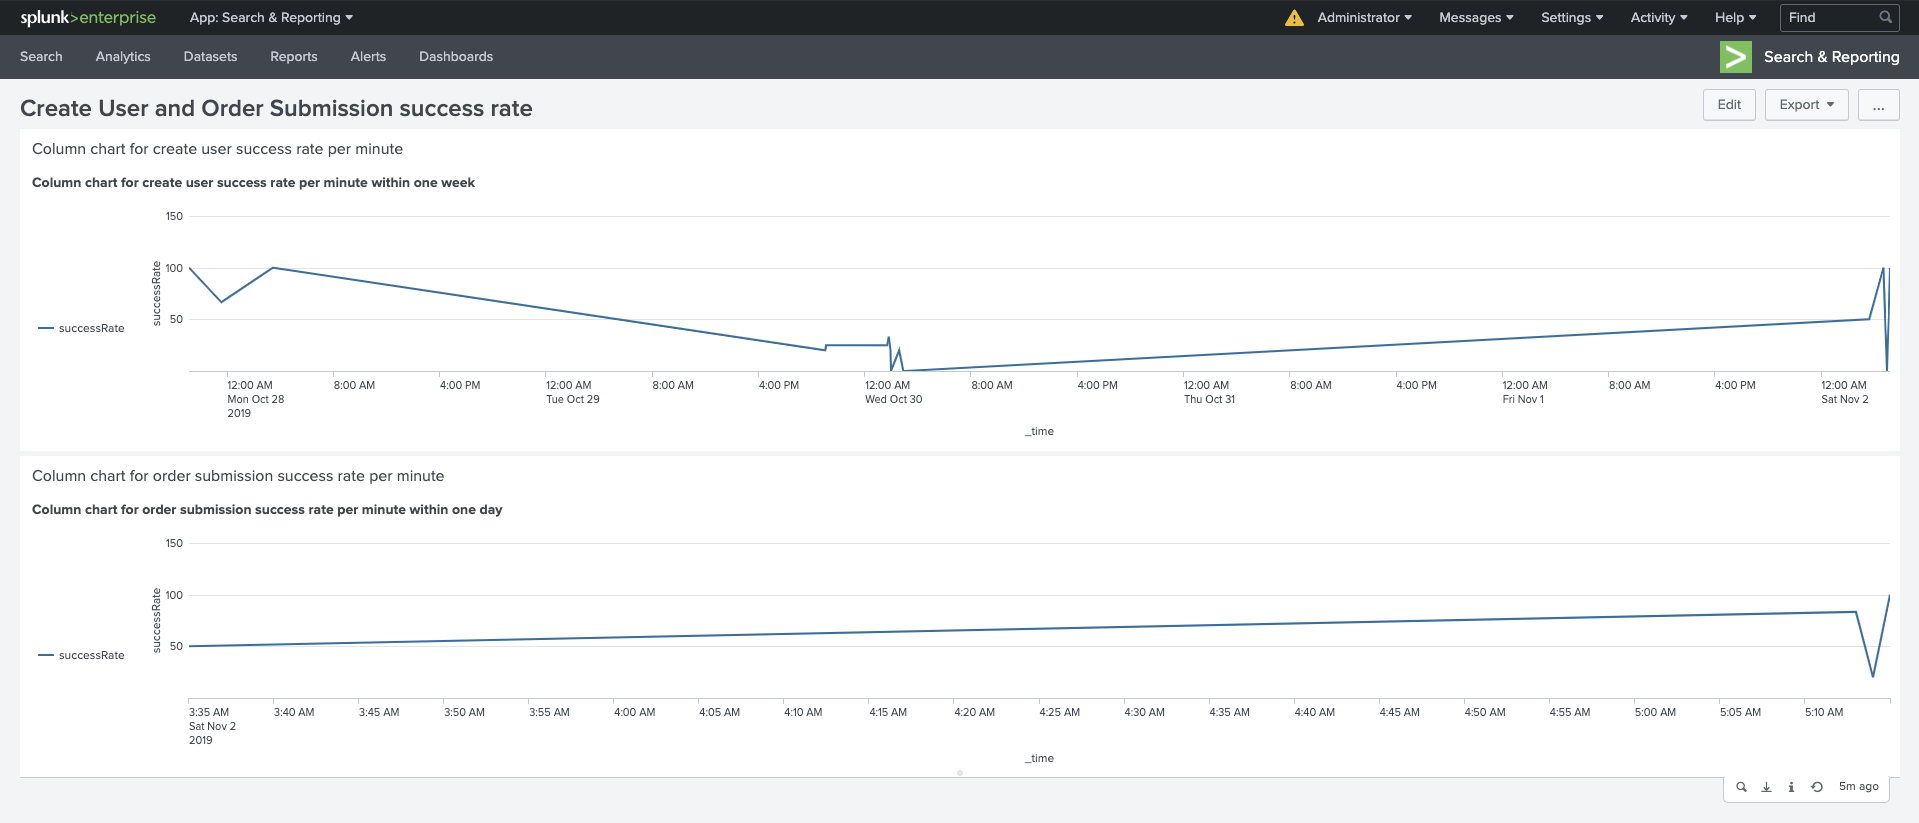 splunk>enterprise App: Search & Reporting Administrator Messages Settings Activity Help Find
Search Analytics Datasets Reports Alerts Dashboards Search & Reporting
Create User and Order Submission success rate Edit Export ...
Column chart for create user success rate per minute
Column chart for create user success rate per minute within one week
150
100
50
successRate
successRate
12:00 AM 8:00 AM 4:00 PM 12:00 AM 8:00 AM 4:00 PM 12:00 AM 8:00 AM 4:00 PM 12:00 AM 8:00 AM 4:00 PM 12:00 AM 8:00 AM 4:00 PM 12:00 AM
Mon Oct 28 Tue Oct 29 Wed Oct 30 Thu Oct 31 Fri Nov 1 Sat Nov 2
2019
_time
Column chart for order submission success rate per minute
Column chart for order submission success rate per minute within one day
150
100
50
successRate
successRate
3:35 AM 3:40 AM 3:45 AM 3:50 AM 3:55 AM 4:00 AM 4:05 AM 4:10 AM 4:15 AM 4:20 AM 4:25 AM 4:30 AM 4:35 AM 4:40 AM 4:45 AM 4:50 AM 4:55 AM 5:00 AM 5:05 AM 5:10 AM
Sat Nov 2
2019
_time
5m ago